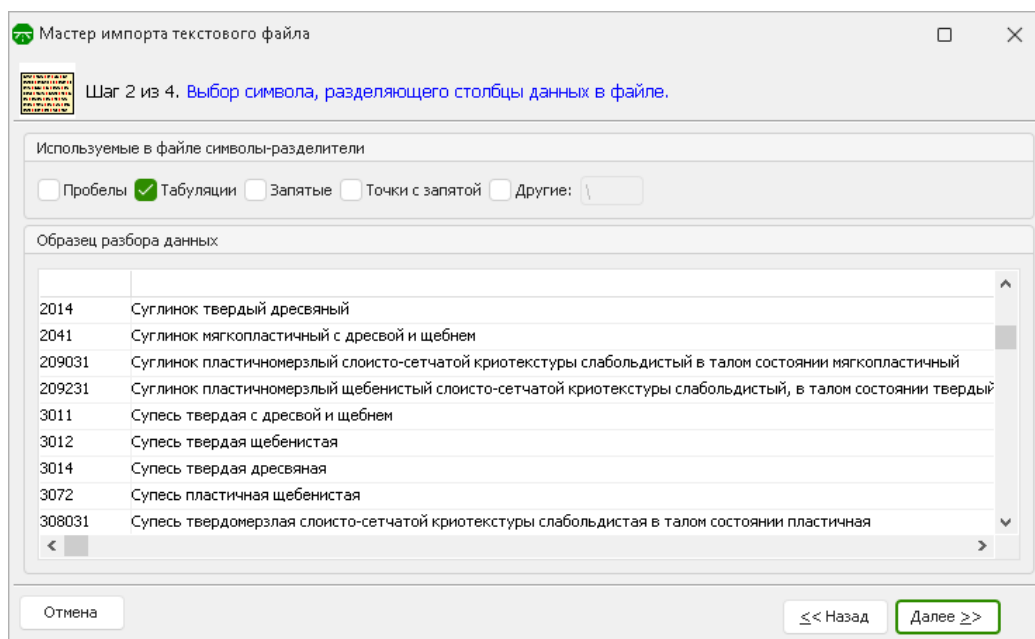 Мастер импорта текстового файла
Шаг 2 из 4. Выбор символа, разделяющего столбцы данных в файле.
Используемые в файле символы-разделители
Пробелы Табуляции Запятые Точки с запятой Другие: \
Образец разбора данных
2014 Суглинок твердый дресвяный
2041 Суглинок мягкопластичный с дресвой и щебнем
209031 Суглинок пластичномерзлый слоисто-сетчатой криотекстуры слабольдистый в талом состоянии мягкопластичный
209231 Суглинок пластичномерзлый щебенистый слоисто-сетчатой криотекстуры слабольдистый, в талом состоянии твердый
3011 Супесь твердая с дресвой и щебнем
3012 Супесь твердая щебенистая
3014 Супесь твердая дресвяная
3072 Супесь пластичная щебенистая
308031 Супесь твердомерзлая слоисто-сетчатой криотекстуры слабольдистая в талом состоянии пластичная
Отмена << Назад Далее >>